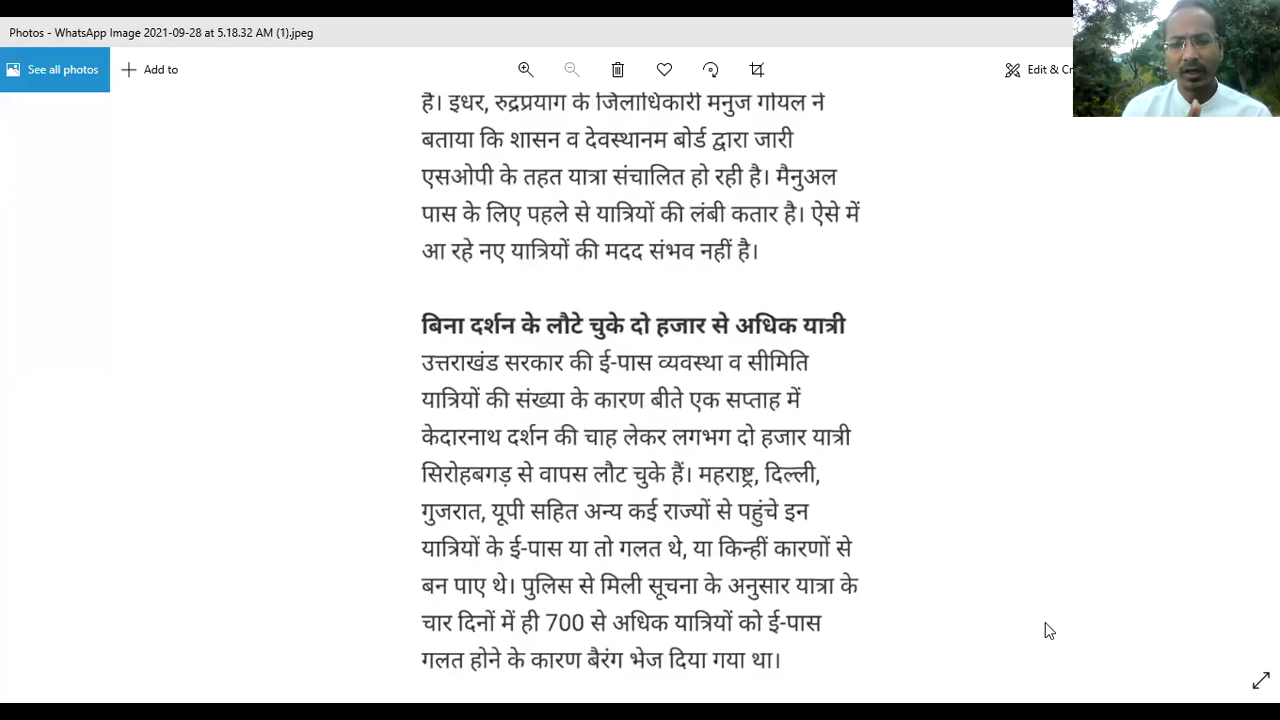 Photos - WhatsApp Image 2021-09-28 at 5.18.32 AM (1).jpeg
See all photos
Add to
Edit & Cr
है। इधर, रुद्रप्रयाग के जिलाधिकारी मनुज गोयल ने
बताया कि शासन व देवस्थानम बोर्ड द्वारा जारी
एसओपी के तहत यात्रा संचालित हो रही है। मैनुअल
पास के लिए पहले से यात्रियों की लंबी कतार है। ऐसे में
आ रहे नए यात्रियों की मदद संभव नहीं है।
बिना दर्शन के लौटे चुके दो हजार से अधिक यात्री
उत्तराखंड सरकार की ई-पास व्यवस्था व सीमिति
यात्रियों की संख्या के कारण बीते एक सप्ताह में
केदारनाथ दर्शन की चाह लेकर लगभग दो हजार यात्री
सिरोहबगड़ से वापस लौट चुके हैं। महराष्ट्र, दिल्ली,
गुजरात, यूपी सहित अन्य कई राज्यों से पहुंचे इन
यात्रियों के ई-पास या तो गलत थे, या किन्हीं कारणों से
बन पाए थे। पुलिस से मिली सूचना के अनुसार यात्रा के
चार दिनों में ही 700 से अधिक यात्रियों को ई-पास
गलत होने के कारण बैरंग भेज दिया गया था।